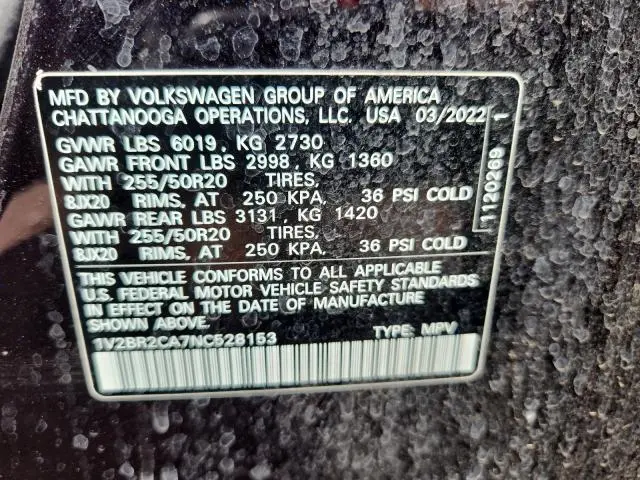 MFD BY VOLKSWAGEN GROUP OF AMERICA
CHATTANOOGA OPERATIONS, LLC. USA 03/2022
GVWR LBS 6019, KG 2730
GAWR FRONT LBS 2998, KG 1360
WITH 255/50R20 TIRES,
8JX20 RIMS, AT 250 KPA, 36 PSI COLD
GAWR REAR LBS 3131, KG 1420
WITH 255/50R20 TIRES,
8JX20 RIMS, AT 250 KPA, 36 PSI COLD
THIS VEHICLE CONFORMS TO ALL APPLICABLE
U.S. FEDERAL MOTOR VEHICLE SAFETY STANDARDS
IN EFFECT ON THE DATE OF MANUFACTURE
SHOWN ABOVE.
1V2BR2CA7NC528153 TYPE: MPV
1120269 1